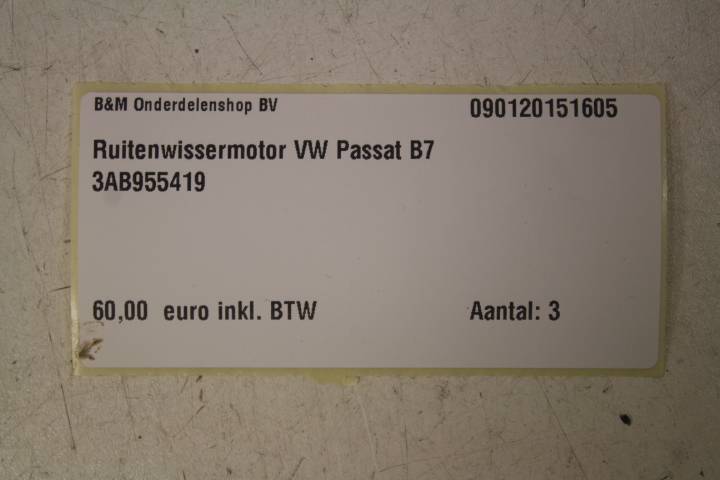 B&M Onderdelenshop BV 090120151605
Ruitenwissermotor VW Passat B7
3AB955419
60,00 euro inkl. BTW Aantal: 3